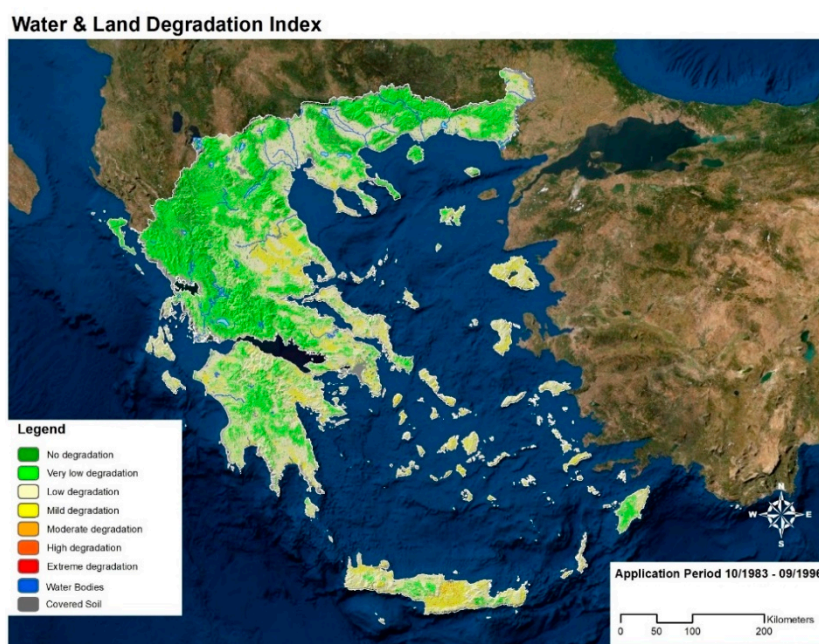 Water & Land Degradation Index
Legend
No degradation
Very low degradation
Low degradation
Mild degradation
Moderate degradation
High degradation
Extreme degradation
Water Bodies
Covered Soil
N
W E
S
Application Period 10/1983 - 09/1996
Kilometers
0 50 100 200